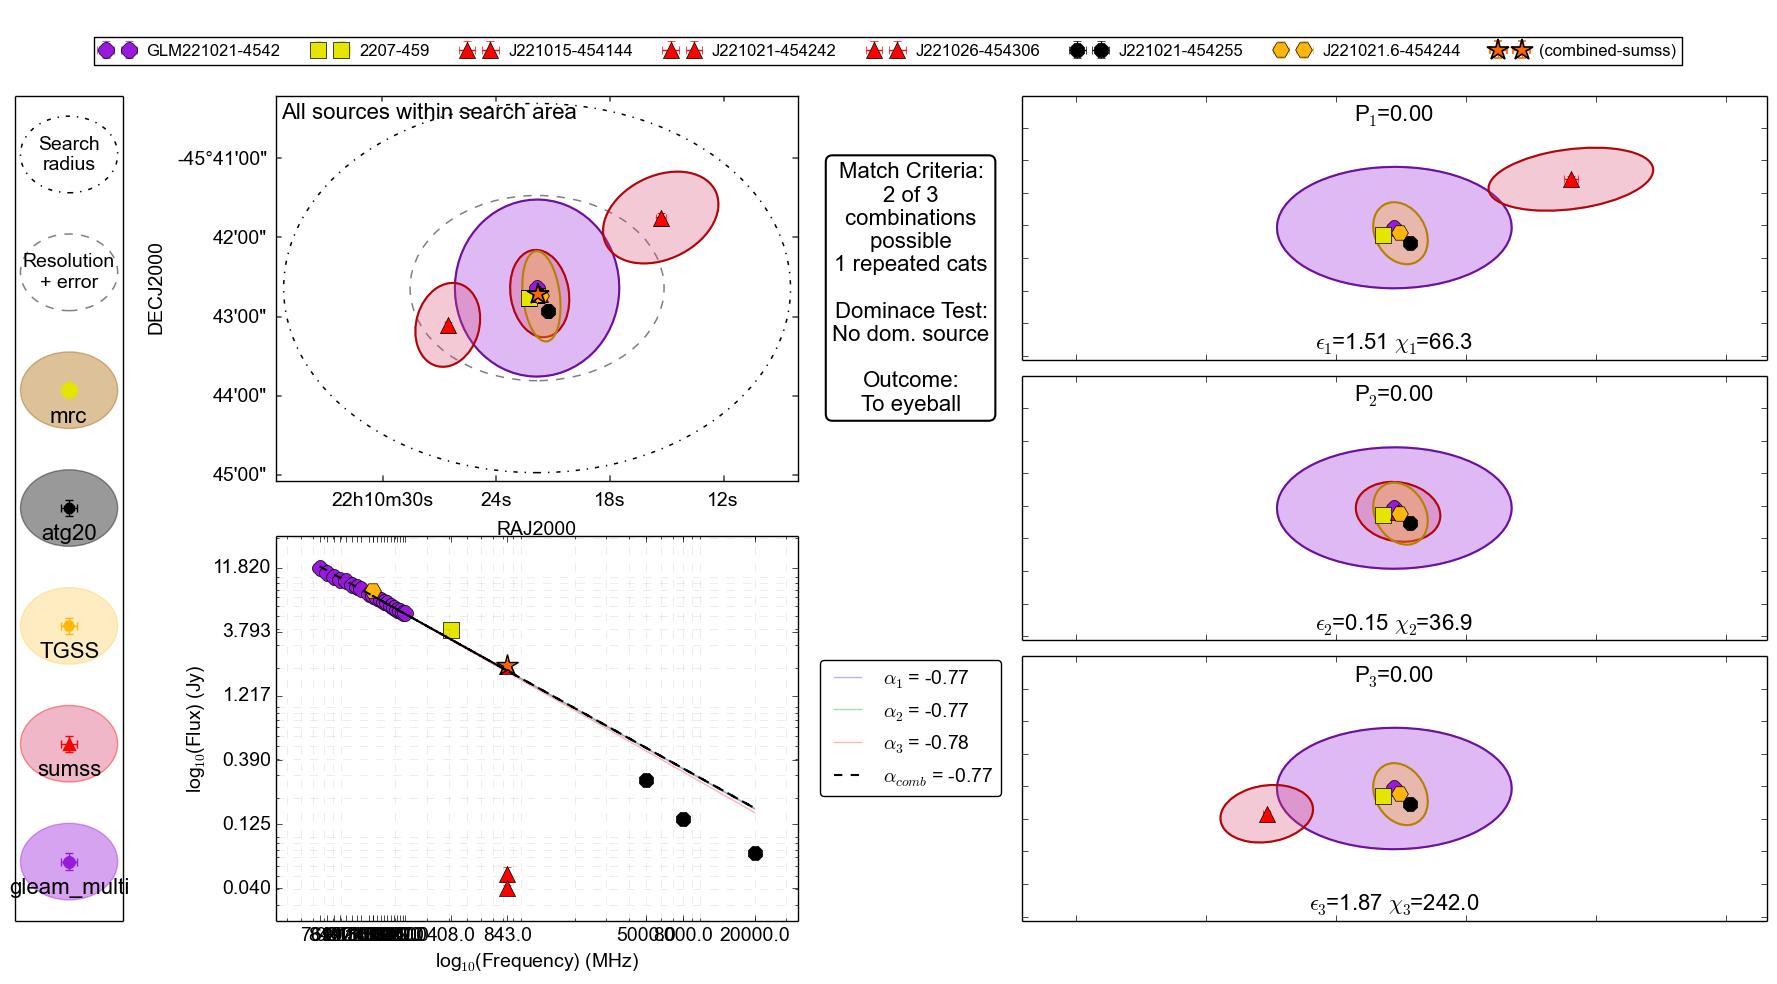 GLM221021-4542
2207-459
J221015-454144
J221021-454242
J221026-454306
J221021-454255
J221021.6-454244
(combined-sumss)
Search
radius
Resolution
+ error
mrc
atg20
TGSS
sumss
gleam_multi
All sources within search area
DECJ2000
-45°41'00"
42'00"
43'00"
44'00"
45'00"
22h10m30s
24s
18s
12s
RAJ2000
Match Criteria:
2 of 3
combinations
possible
1 repeated cats
Dominace Test:
No dom. source
Outcome:
To eyeball
log₁₀(Flux) (Jy)
11.820
3.793
1.217
0.390
0.125
0.040
408.0
843.0
5000.0
8000.0
20000.0
log₁₀(Frequency) (MHz)
α₁ = -0.77
α₂ = -0.77
α₃ = -0.78
α_comb = -0.77
P₁=0.00
ϵ₁=1.51 χ₁=66.3
P₂=0.00
ϵ₂=0.15 χ₂=36.9
P₃=0.00
ϵ₃=1.87 χ₃=242.0